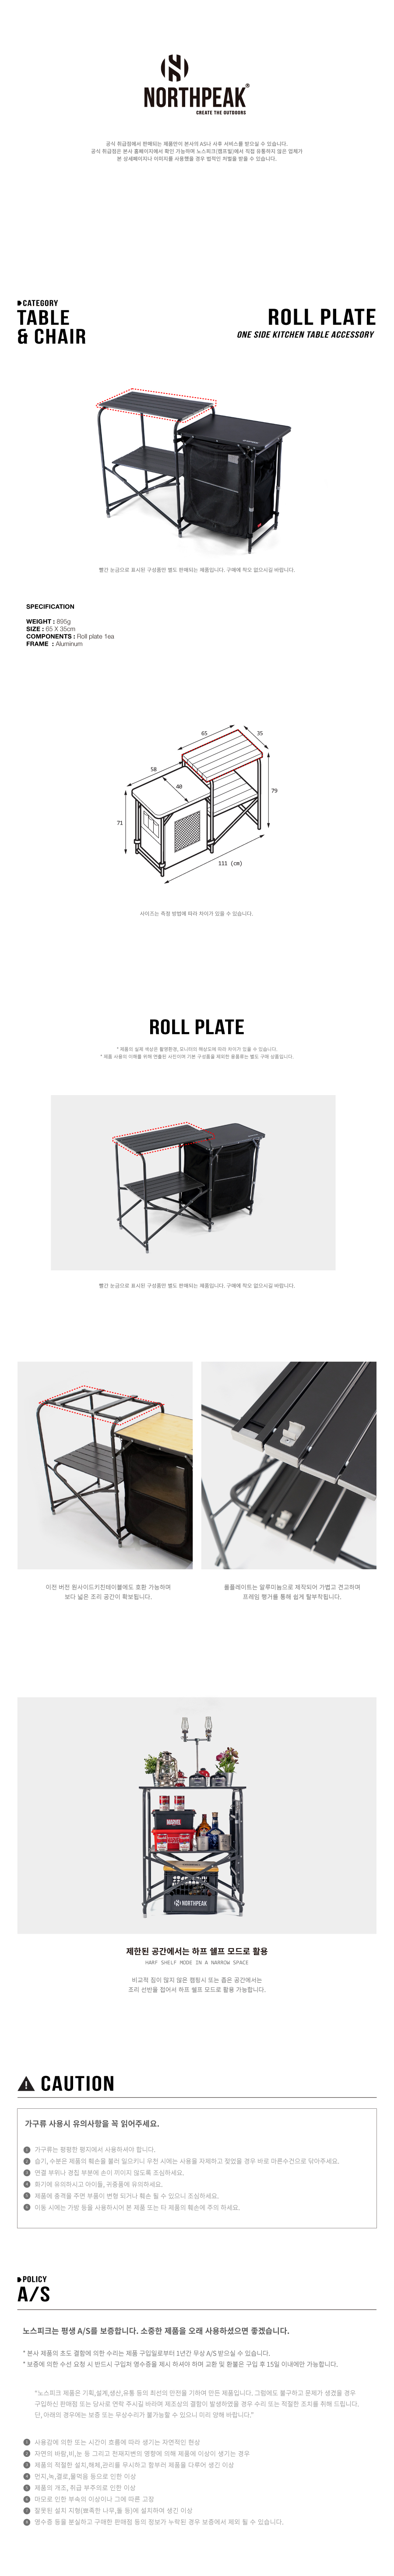 NORTHPEAK®
CREATE THE OUTDOORS
공식 취급점에서 판매되는 제품만이 본사의 AS나 사후 서비스를 받으실 수 있습니다.
공식 취급점은 본사 홈페이지에서 확인 가능하며 노스피크(캠프밸)에서 직접 유통하지 않은 업체가
본 상세페이지나 이미지를 사용했을 경우 법적인 처벌을 받을 수 있습니다.
CATEGORY
TABLE
& CHAIR
ROLL PLATE
ONE SIDE KITCHEN TABLE ACCESSORY
빨간 눈금으로 표시된 구성품만 별도 판매되는 제품입니다. 구매에 착오 없으시길 바랍니다.
SPECIFICATION
WEIGHT : 895g
SIZE : 65 X 35cm
COMPONENTS : Roll plate 1ea
FRAME : Aluminum
65
35
58
40
79
71
111 (cm)
사이즈는 측정 방법에 따라 차이가 있을 수 있습니다.
ROLL PLATE
* 제품의 실제 색상은 촬영환경, 모니터의 해상도에 따라 차이가 있을 수 있습니다.
* 제품 사용의 이해를 위해 연출된 사진이며 기본 구성품을 제외한 용품류는 별도 구매 상품입니다.
빨간 눈금으로 표시된 구성품만 별도 판매되는 제품입니다. 구매에 착오 없으시길 바랍니다.
이전 버전 원사이드키친테이블에도 호환 가능하며
보다 넓은 조리 공간이 확보됩니다.
롤플레이트는 알루미늄으로 제작되어 가볍고 견고하며
프레임 행거를 통해 쉽게 탈부착됩니다.
MARVEL
NORTHPEAK
제한된 공간에서는 하프 쉘프 모드로 활용
HARF SHELF MODE IN A NARROW SPACE
비교적 짐이 많지 않은 캠핑시 또는 좁은 공간에서는
조리 선반을 접어서 하프 쉘프 모드로 활용 가능합니다.
CAUTION
가구류 사용시 유의사항을 꼭 읽어주세요.
1 가구류는 평평한 평지에서 사용하셔야 합니다.
2 습기, 수분은 제품의 훼손을 불러 일으키니 우천 시에는 사용을 자제하고 젖었을 경우 바로 마른수건으로 닦아주세요.
3 연결 부위나 겹침 부분에 손이 끼이지 않도록 조심하세요.
4 화기에 유의하시고 아이들, 귀중품에 유의하세요.
5 제품에 충격을 주면 부품이 변형 되거나 훼손 될 수 있으니 조심하세요.
6 이동 시에는 가방 등을 사용하시어 본 제품 또는 타 제품의 훼손에 주의 하세요.
POLICY
A/S
노스피크는 평생 A/S를 보증합니다. 소중한 제품을 오래 사용하셨으면 좋겠습니다.
* 본사 제품의 초도 결함에 의한 수리는 제품 구입일로부터 1년간 무상 A/S 받으실 수 있습니다.
* 보증에 의한 수선 요청 시 반드시 구입처 영수증을 제시 하셔야 하며 교환 및 환불은 구입 후 15일 이내에만 가능합니다.
"노스피크 제품은 기획,설계,생산,유통 등의 최선의 만전을 기하여 만든 제품입니다. 그럼에도 불구하고 문제가 생겼을 경우
구입하신 판매점 또는 당사로 연락 주시길 바라며 제조상의 결함이 발생하였을 경우 수리 또는 적절한 조치를 취해 드립니다.
단, 아래의 경우에는 보증 또는 무상수리가 불가능할 수 있으니 미리 양해 바랍니다."
1 사용감에 의한 또는 시간이 흐름에 따라 생기는 자연적인 현상
2 자연의 바람,비,눈 등 그리고 천재지변의 영향에 의해 제품에 이상이 생기는 경우
3 제품의 적절한 설치,해체,관리를 무시하고 함부러 제품을 다루어 생긴 이상
4 먼지,녹,결로,물먹음 등으로 인한 이상
5 제품의 개조, 취급 부주의로 인한 이상
6 마모로 인한 부속의 이상이나 그에 따른 고장
7 잘못된 설치 지형(뾰족한 나무,돌 등)에 설치하여 생긴 이상
8 영수증 등을 분실하고 구매한 판매점 등의 정보가 누락된 경우 보증에서 제외 될 수 있습니다.